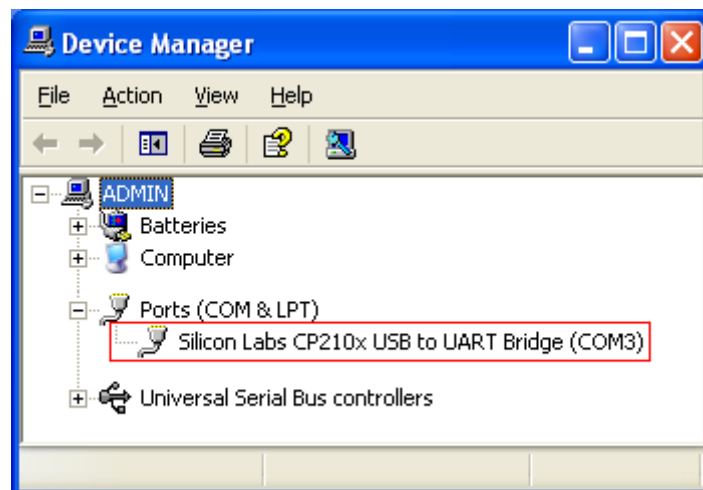 Device Manager
File Action View Help
ADMIN
Batteries
Computer
Ports (COM & LPT)
Silicon Labs CP210x USB to UART Bridge (COM3)
Universal Serial Bus controllers